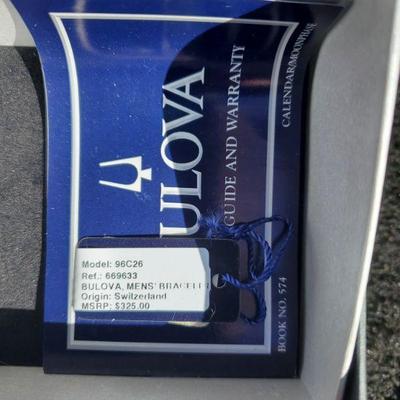 BULOVA
GUIDE AND WARRANTY
CALENDAR/MOONPHASE
BOOK NO. 574
Model: 96C26
Ref.: 669633
BULOVA, MENS' BRACELET
Origin: Switzerland
MSRP: $325.00